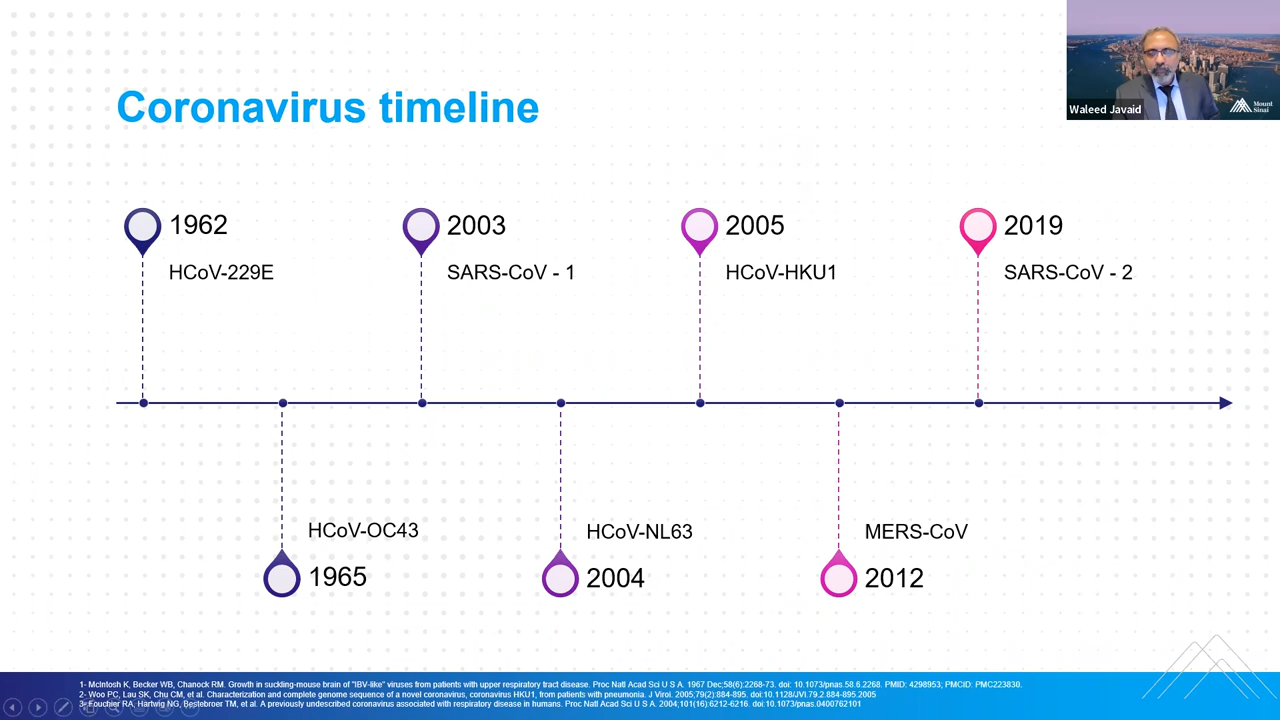 Coronavirus timeline
Waleed Javaid
Mount
Sinai
1962
HCoV-229E
2003
SARS-CoV - 1
2005
HCoV-HKU1
2019
SARS-CoV - 2
HCoV-OC43
1965
HCoV-NL63
2004
MERS-CoV
2012
1- McIntosh K, Becker WB, Chanock RM. Growth in suckling-mouse brain of "IBV-like" viruses from patients with upper respiratory tract disease. Proc Natl Acad Sci U S A. 1967 Dec;58(6):2268-73. doi: 10.1073/pnas.58.6.2268. PMID: 4298953; PMCID: PMC223830.
2- Woo PC, Lau SK, Chu CM, et al. Characterization and complete genome sequence of a novel coronavirus, coronavirus HKU1, from patients with pneumonia. J Virol. 2005;79(2):884-895. doi:10.1128/JVI.79.2.884-895.2005
3- Fouchier RA, Hartwig NG, Bestebroer TM, et al. A previously undescribed coronavirus associated with respiratory disease in humans. Proc Natl Acad Sci U S A. 2004;101(16):6212-6216. doi:10.1073/pnas.0400762101